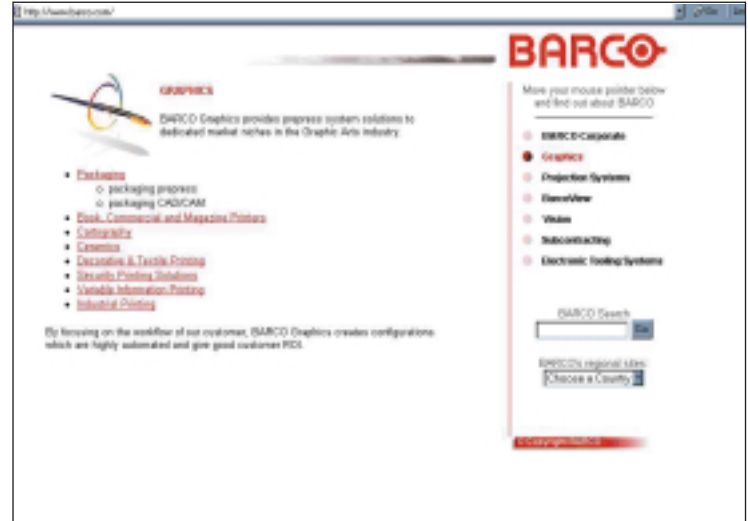 http://www.barco.com/
BARCO
GRAPHICS
BARCO Graphics provides prepress system solutions to
dedicated market niches in the Graphic Arts industry.
Packaging
packaging prepress
packaging CAD/CAM
Book, Commercial and Magazine Printers
Cartography
Ceramics
Decorative & Textile Printing
Security Printing Solutions
Variable Information Printing
Industrial Printing
By focusing on the workflow of our customer, BARCO Graphics creates configurations
which are highly automated and give good customer ROI.
Move your mouse pointer below
and find out about BARCO
BARCO Corporate
Graphics
Projection Systems
BarcoView
Vision
Subcontracting
Electronic Tooling Systems
BARCO Search
Go
BARCO's regional sites:
Choose a Country
© Copyright BARCO